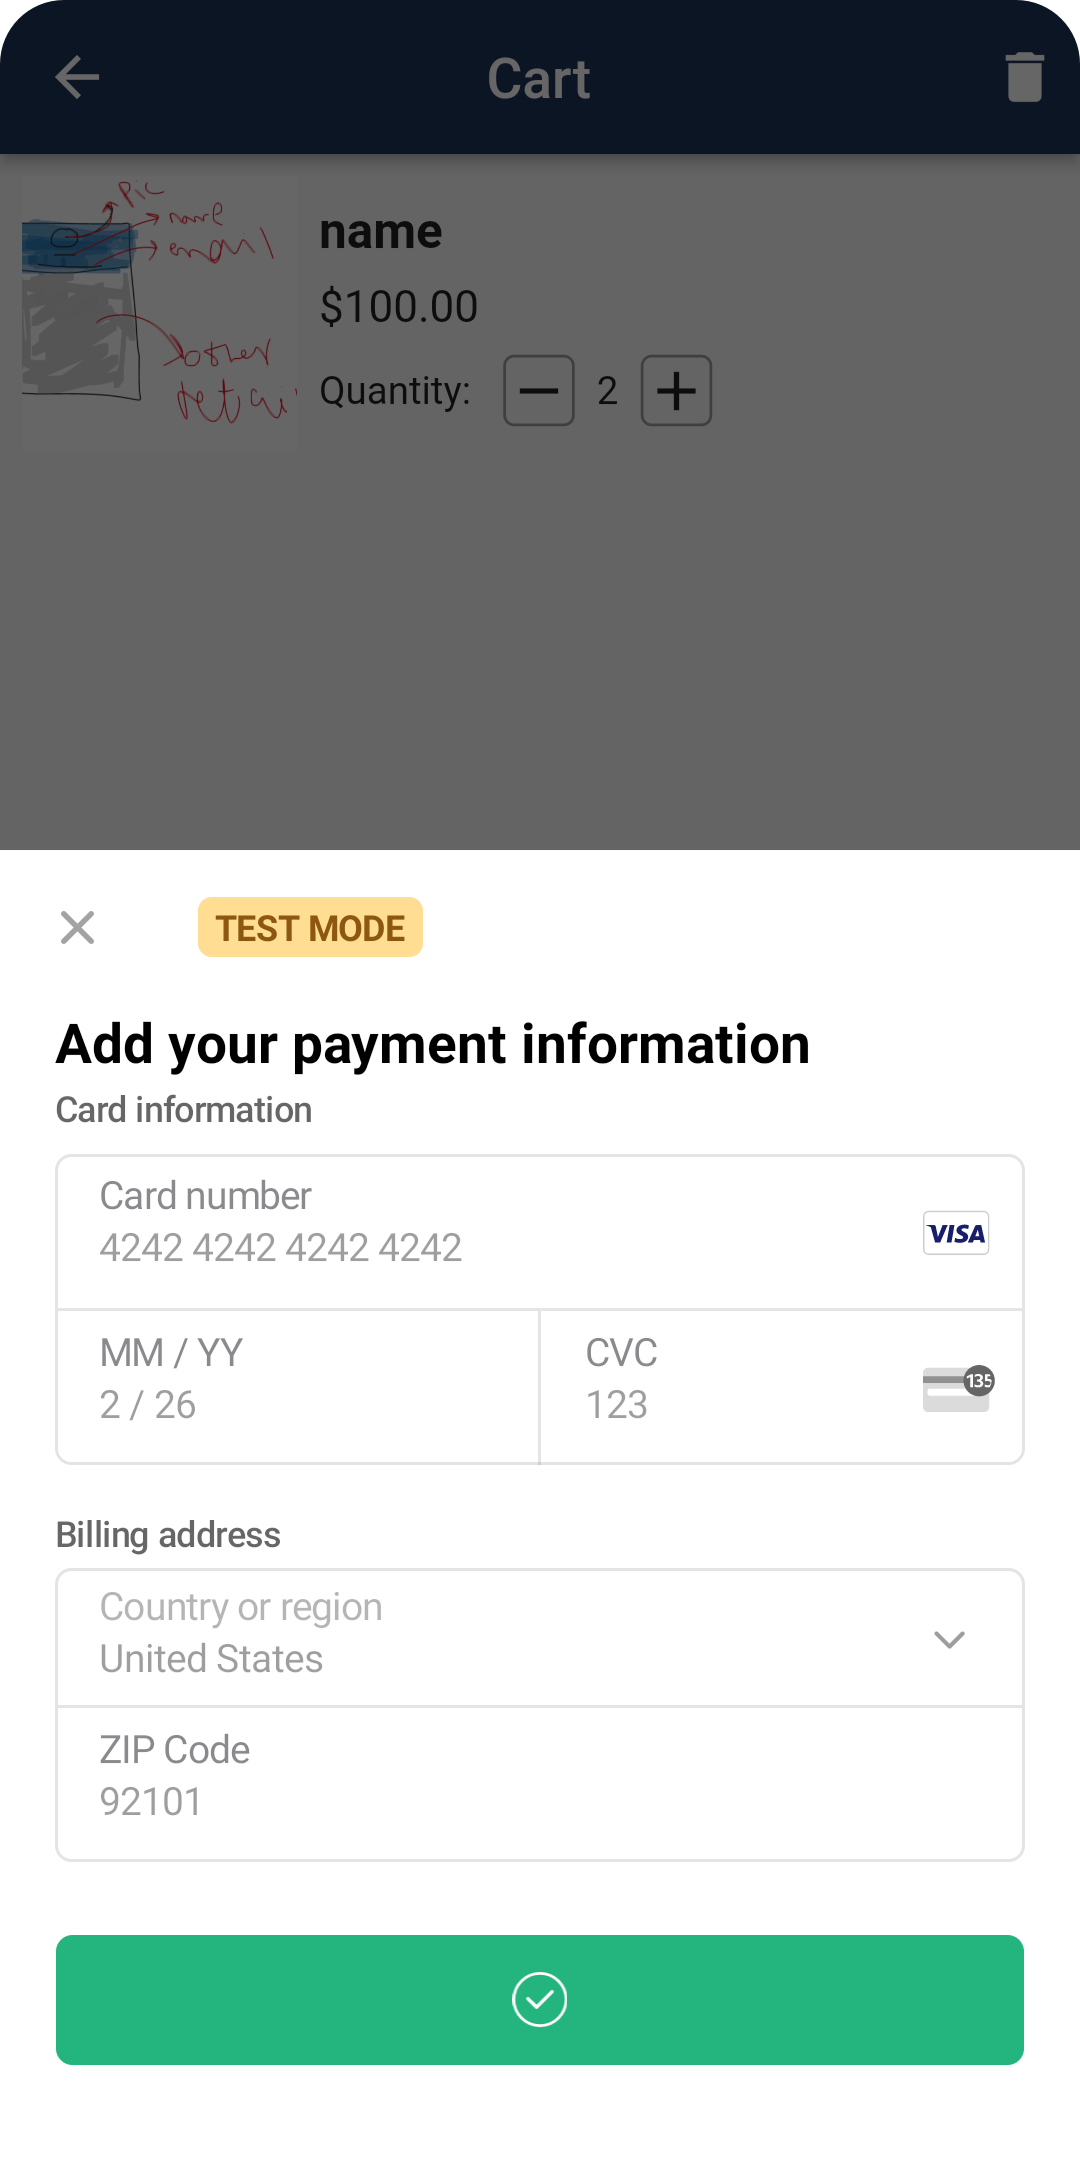 Cart
Pic
name
email
other
detai
name
$100.00
Quantity: 2
TEST MODE
Add your payment information
Card information
Card number
4242 4242 4242 4242
VISA
MM / YY
2 / 26
CVC
123
135
Billing address
Country or region
United States
ZIP Code
92101